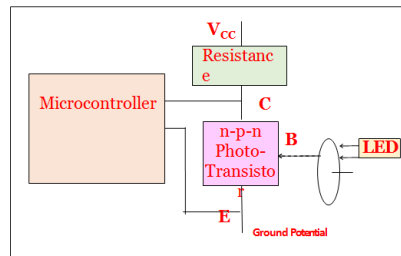 Vcc
Resistanc
e
Microcontroller
C
n-p-n
Photo-
Transisto
r
B
LED
E
Ground Potential